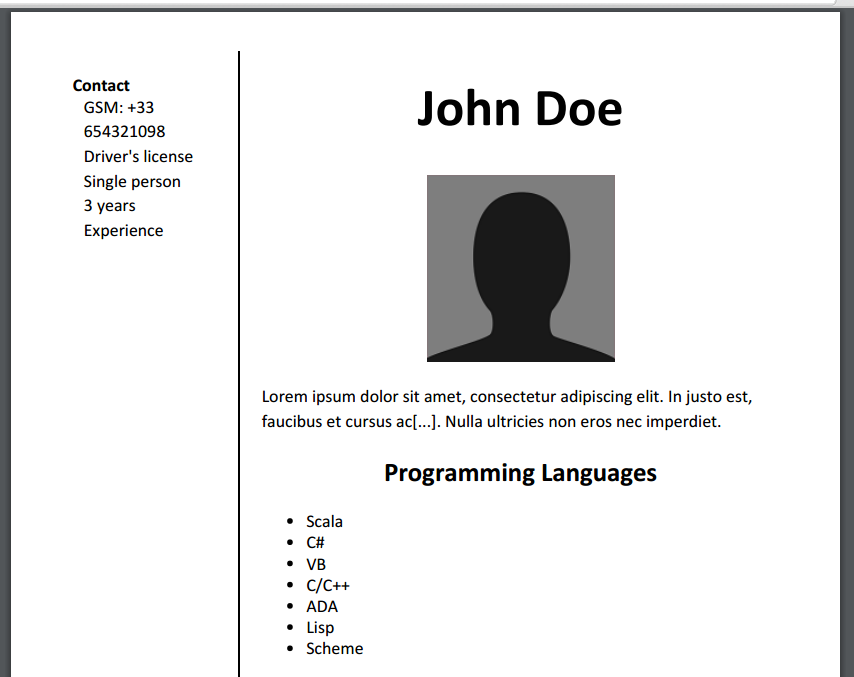 Contact
GSM: +33
654321098
Driver's license
Single person
3 years
Experience
John Doe
Lorem ipsum dolor sit amet, consectetur adipiscing elit. In justo est,
faucibus et cursus ac[...]. Nulla ultricies non eros nec imperdiet.
Programming Languages
• Scala
• C#
• VB
• C/C++
• ADA
• Lisp
• Scheme